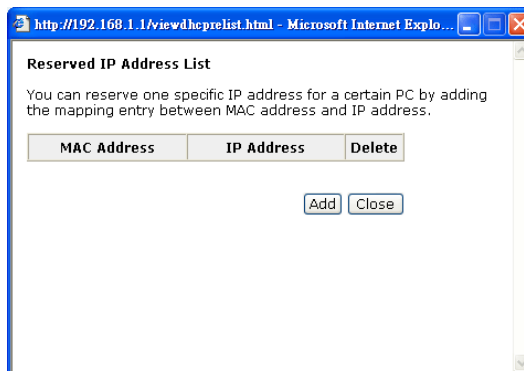 http://192.168.1.1/viewdhcprelist.html - Microsoft Internet Explo...
Reserved IP Address List
You can reserve one specific IP address for a certain PC by adding
the mapping entry between MAC address and IP address.
MAC Address IP Address Delete
Add Close